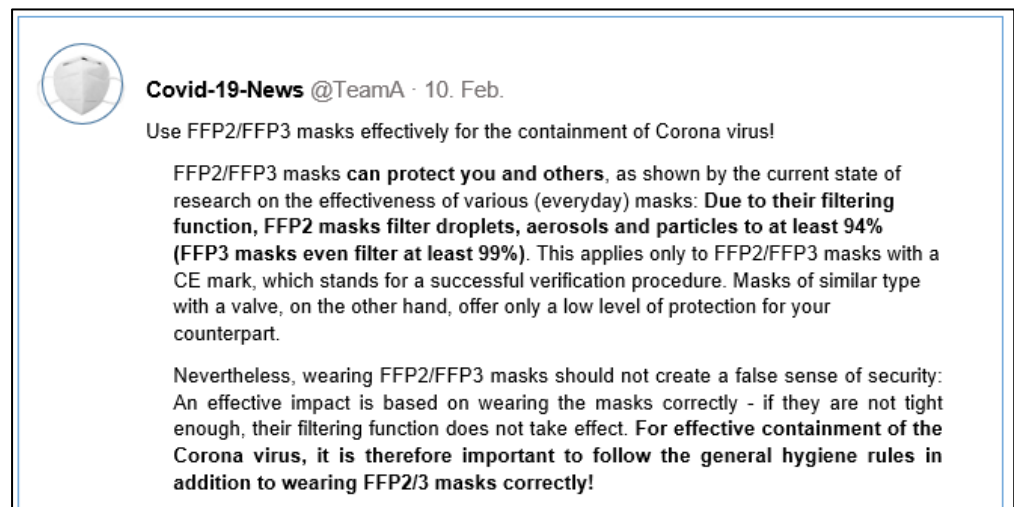 Covid-19-News @TeamA · 10. Feb.
Use FFP2/FFP3 masks effectively for the containment of Corona virus!
FFP2/FFP3 masks can protect you and others, as shown by the current state of
research on the effectiveness of various (everyday) masks: Due to their filtering
function, FFP2 masks filter droplets, aerosols and particles to at least 94%
(FFP3 masks even filter at least 99%). This applies only to FFP2/FFP3 masks with a
CE mark, which stands for a successful verification procedure. Masks of similar type
with a valve, on the other hand, offer only a low level of protection for your
counterpart.
Nevertheless, wearing FFP2/FFP3 masks should not create a false sense of security:
An effective impact is based on wearing the masks correctly - if they are not tight
enough, their filtering function does not take effect. For effective containment of the
Corona virus, it is therefore important to follow the general hygiene rules in
addition to wearing FFP2/3 masks correctly!